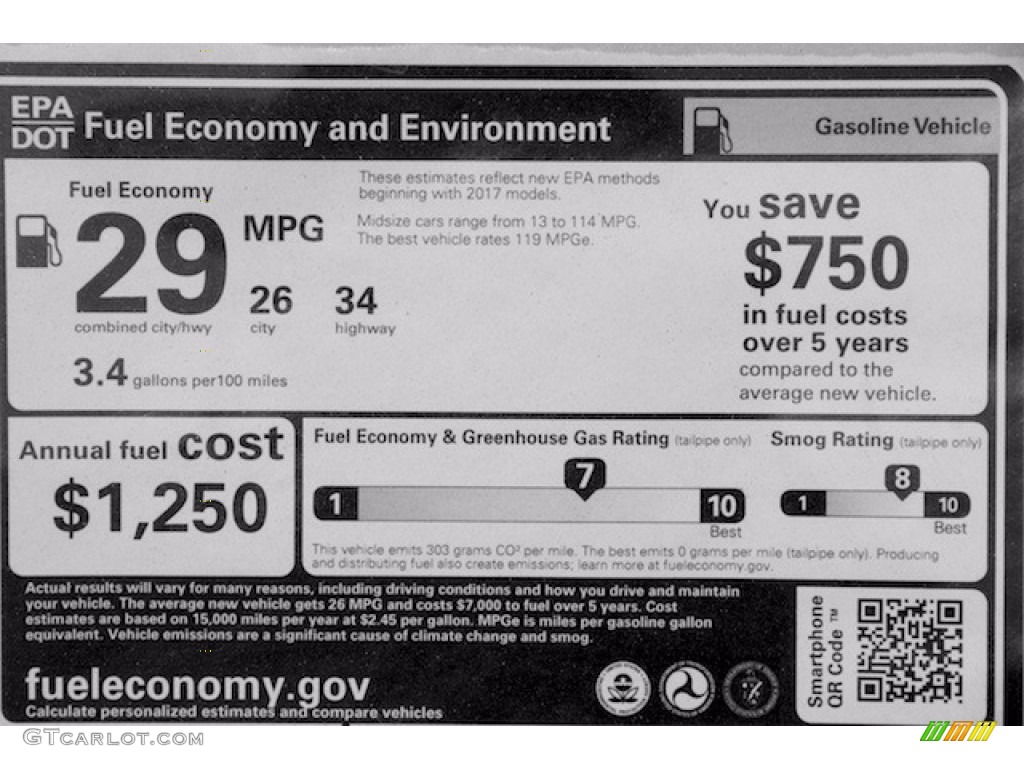 EPA
DOT
Fuel Economy and Environment
Gasoline Vehicle
Fuel Economy
29
MPG
combined city/hwy
26
city
34
highway
3.4 gallons per100 miles
These estimates reflect new EPA methods
beginning with 2017 models.
Midsize cars range from 13 to 114 MPG.
The best vehicle rates 119 MPGe.
You save
$750
in fuel costs
over 5 years
compared to the
average new vehicle.
Annual fuel cost
$1,250
Fuel Economy & Greenhouse Gas Rating (tailpipe only)
1
7
10
Best
Smog Rating (tailpipe only)
1
8
10
Best
This vehicle emits 303 grams CO² per mile. The best emits 0 grams per mile (tailpipe only). Producing
and distributing fuel also create emissions; learn more at fueleconomy.gov.
Actual results will vary for many reasons, including driving conditions and how you drive and maintain
your vehicle. The average new vehicle gets 26 MPG and costs $7,000 to fuel over 5 years. Cost
estimates are based on 15,000 miles per year at $2.45 per gallon. MPGe is miles per gasoline gallon
equivalent. Vehicle emissions are a significant cause of climate change and smog.
fueleconomy.gov
Calculate personalized estimates and compare vehicles
Smartphone
QR Code™
GTcarlot.com